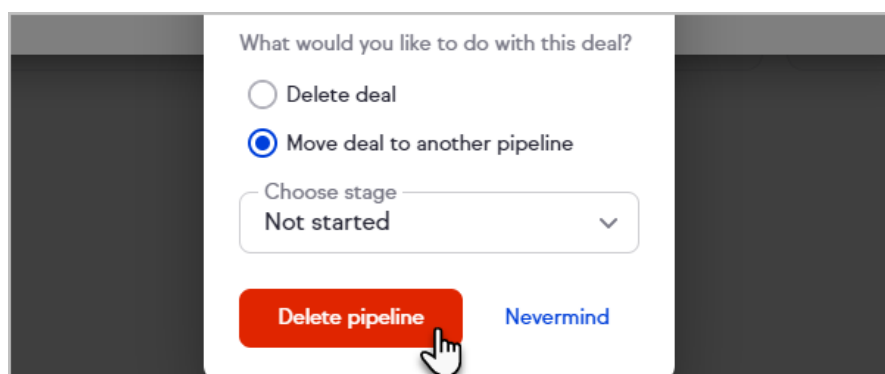 What would you like to do with this deal?
Delete deal
Move deal to another pipeline
Choose stage
Not started
Delete pipeline
Nevermind